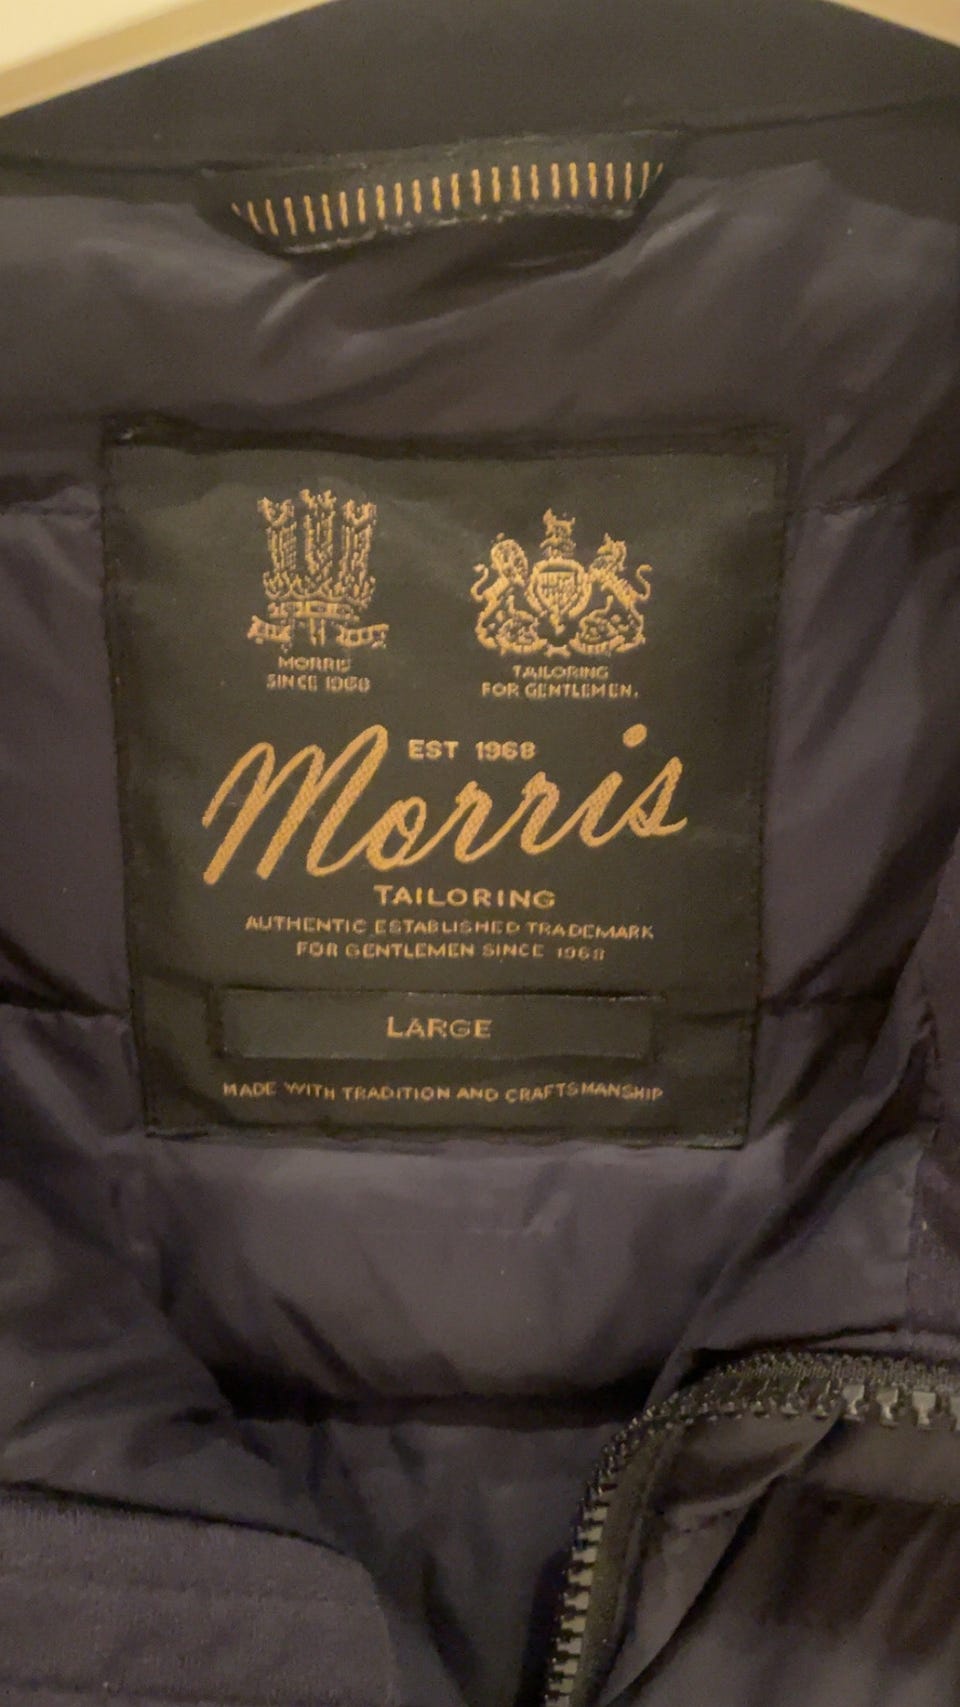 MORRIS
SINCE 1968
TAILORING
FOR GENTLEMEN.
EST 1968
Morris
TAILORING
AUTHENTIC ESTABLISHED TRADEMARK
FOR GENTLEMEN SINCE 1968
LARGE
MADE WITH TRADITION AND CRAFTSMANSHIP